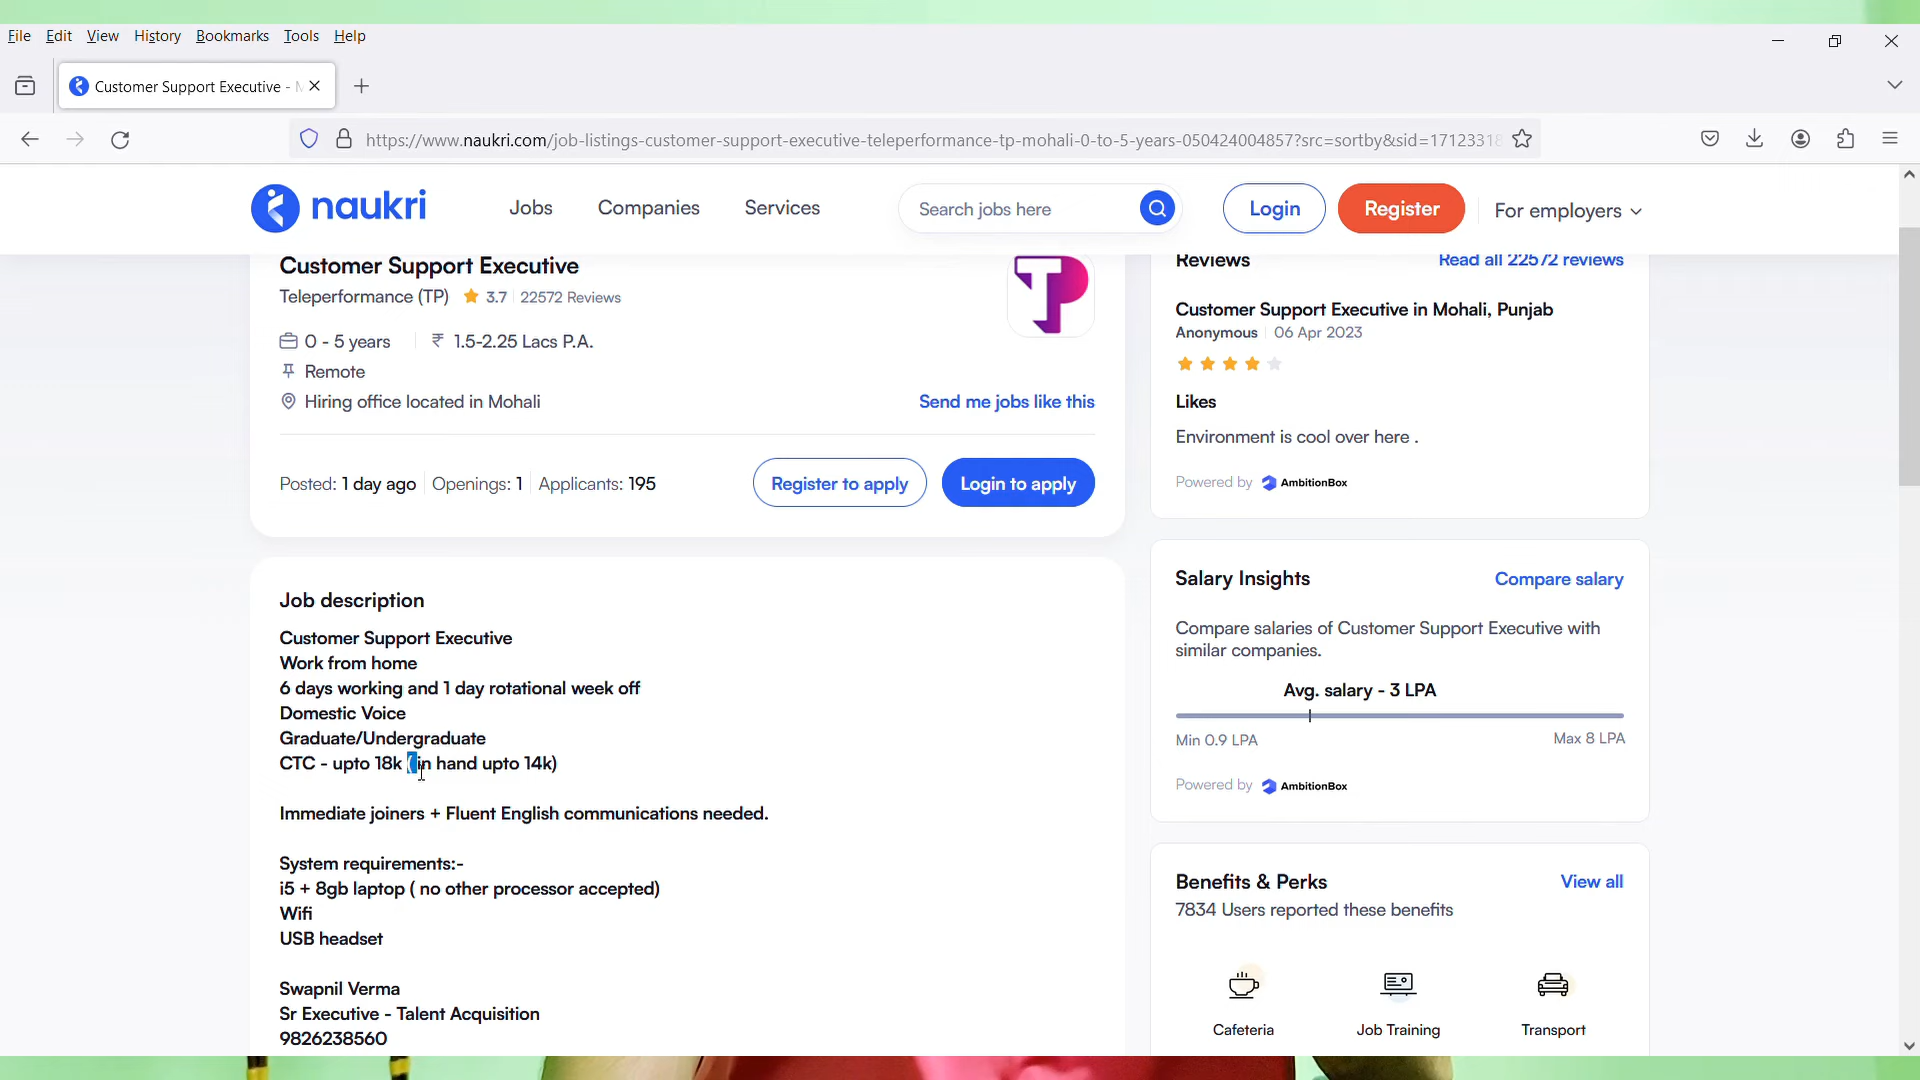 File Edit View History Bookmarks Tools Help
Customer Support Executive -
https://www.naukri.com/job-listings-customer-support-executive-teleperformance-tp-mohali-0-to-5-years-050424004857?src=sortby&sid=1712331
naukri Jobs Companies Services Search jobs here Login Register For employers
Customer Support Executive
Teleperformance (TP) 3.7 22572 Reviews
TP
0 - 5 years ₹ 1.5-2.25 Lacs P.A.
Remote
Hiring office located in Mohali Send me jobs like this
Posted: 1 day ago Openings: 1 Applicants: 195 Register to apply Login to apply
Job description
Customer Support Executive
Work from home
6 days working and 1 day rotational week off
Domestic Voice
Graduate/Undergraduate
CTC - upto 18k ( in hand upto 14k)
Immediate joiners + Fluent English communications needed.
System requirements:-
i5 + 8gb laptop ( no other processor accepted)
Wifi
USB headset
Swapnil Verma
Sr Executive - Talent Acquisition
9826238560
Reviews Read all 22572 reviews
Customer Support Executive in Mohali, Punjab
Anonymous 06 Apr 2023
Likes
Environment is cool over here .
Powered by AmbitionBox
Salary Insights Compare salary
Compare salaries of Customer Support Executive with
similar companies.
Avg. salary - 3 LPA
Min 0.9 LPA Max 8 LPA
Powered by AmbitionBox
Benefits & Perks View all
7834 Users reported these benefits
Cafeteria Job Training Transport